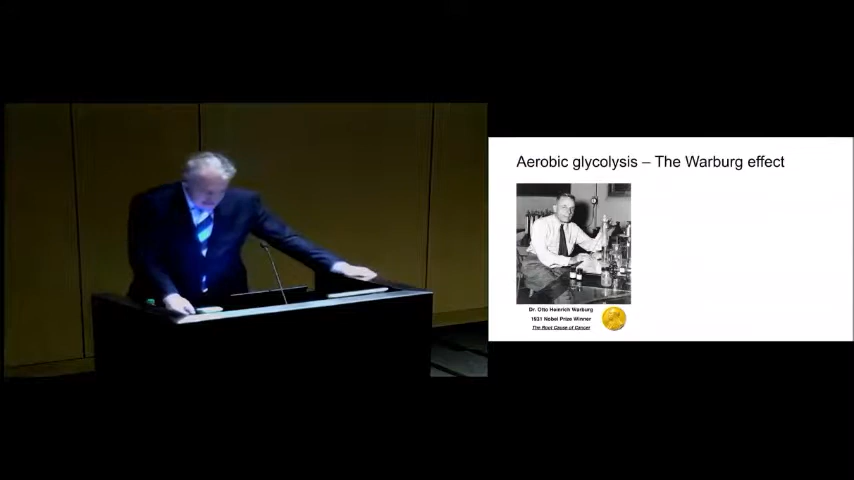 Aerobic glycolysis – The Warburg effect
Dr. Otto Heinrich Warburg
1931 Nobel Prize Winner
The Root Cause of Cancer